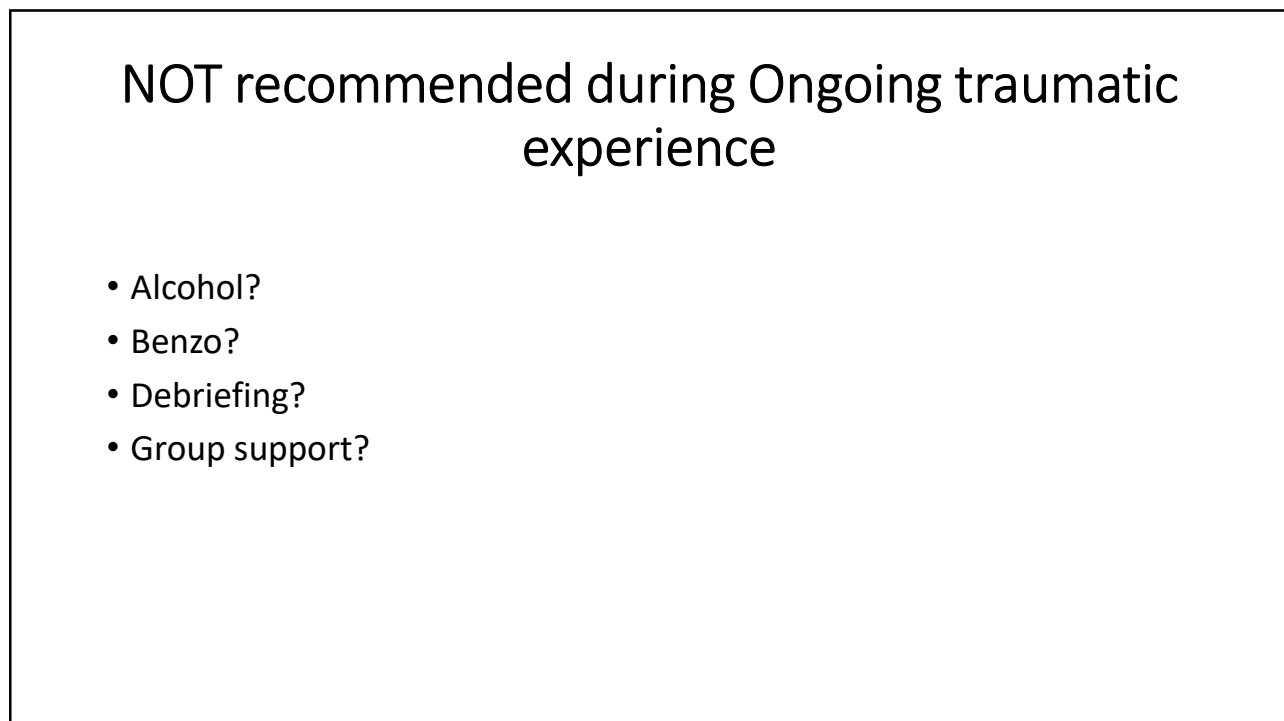 NOT recommended during Ongoing traumatic
experience
• Alcohol?
• Benzo?
• Debriefing?
• Group support?